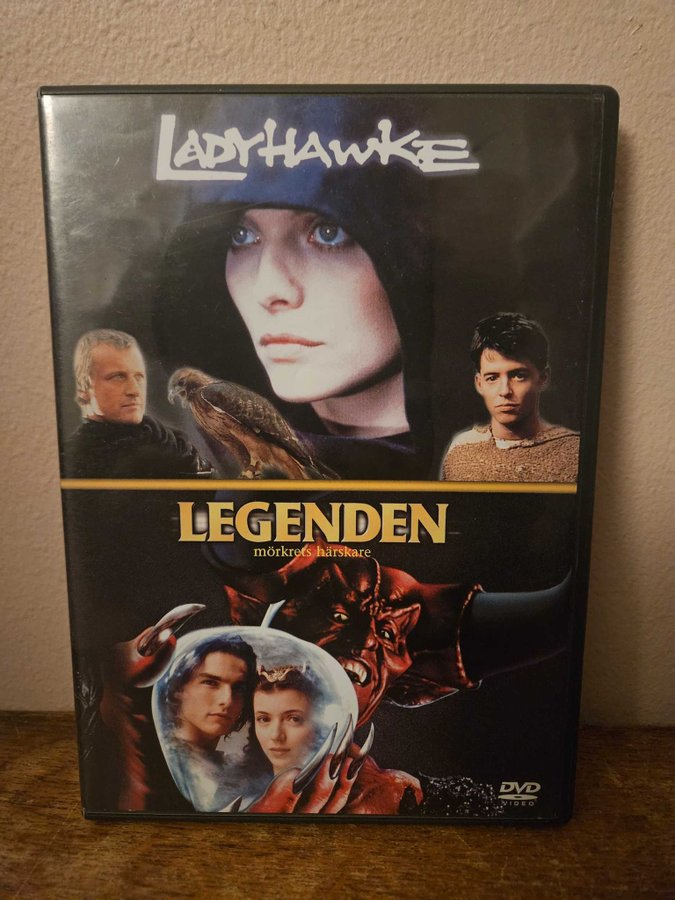 LADYHAWKE
LEGENDEN
mörkrets härskare
DVD
VIDEO